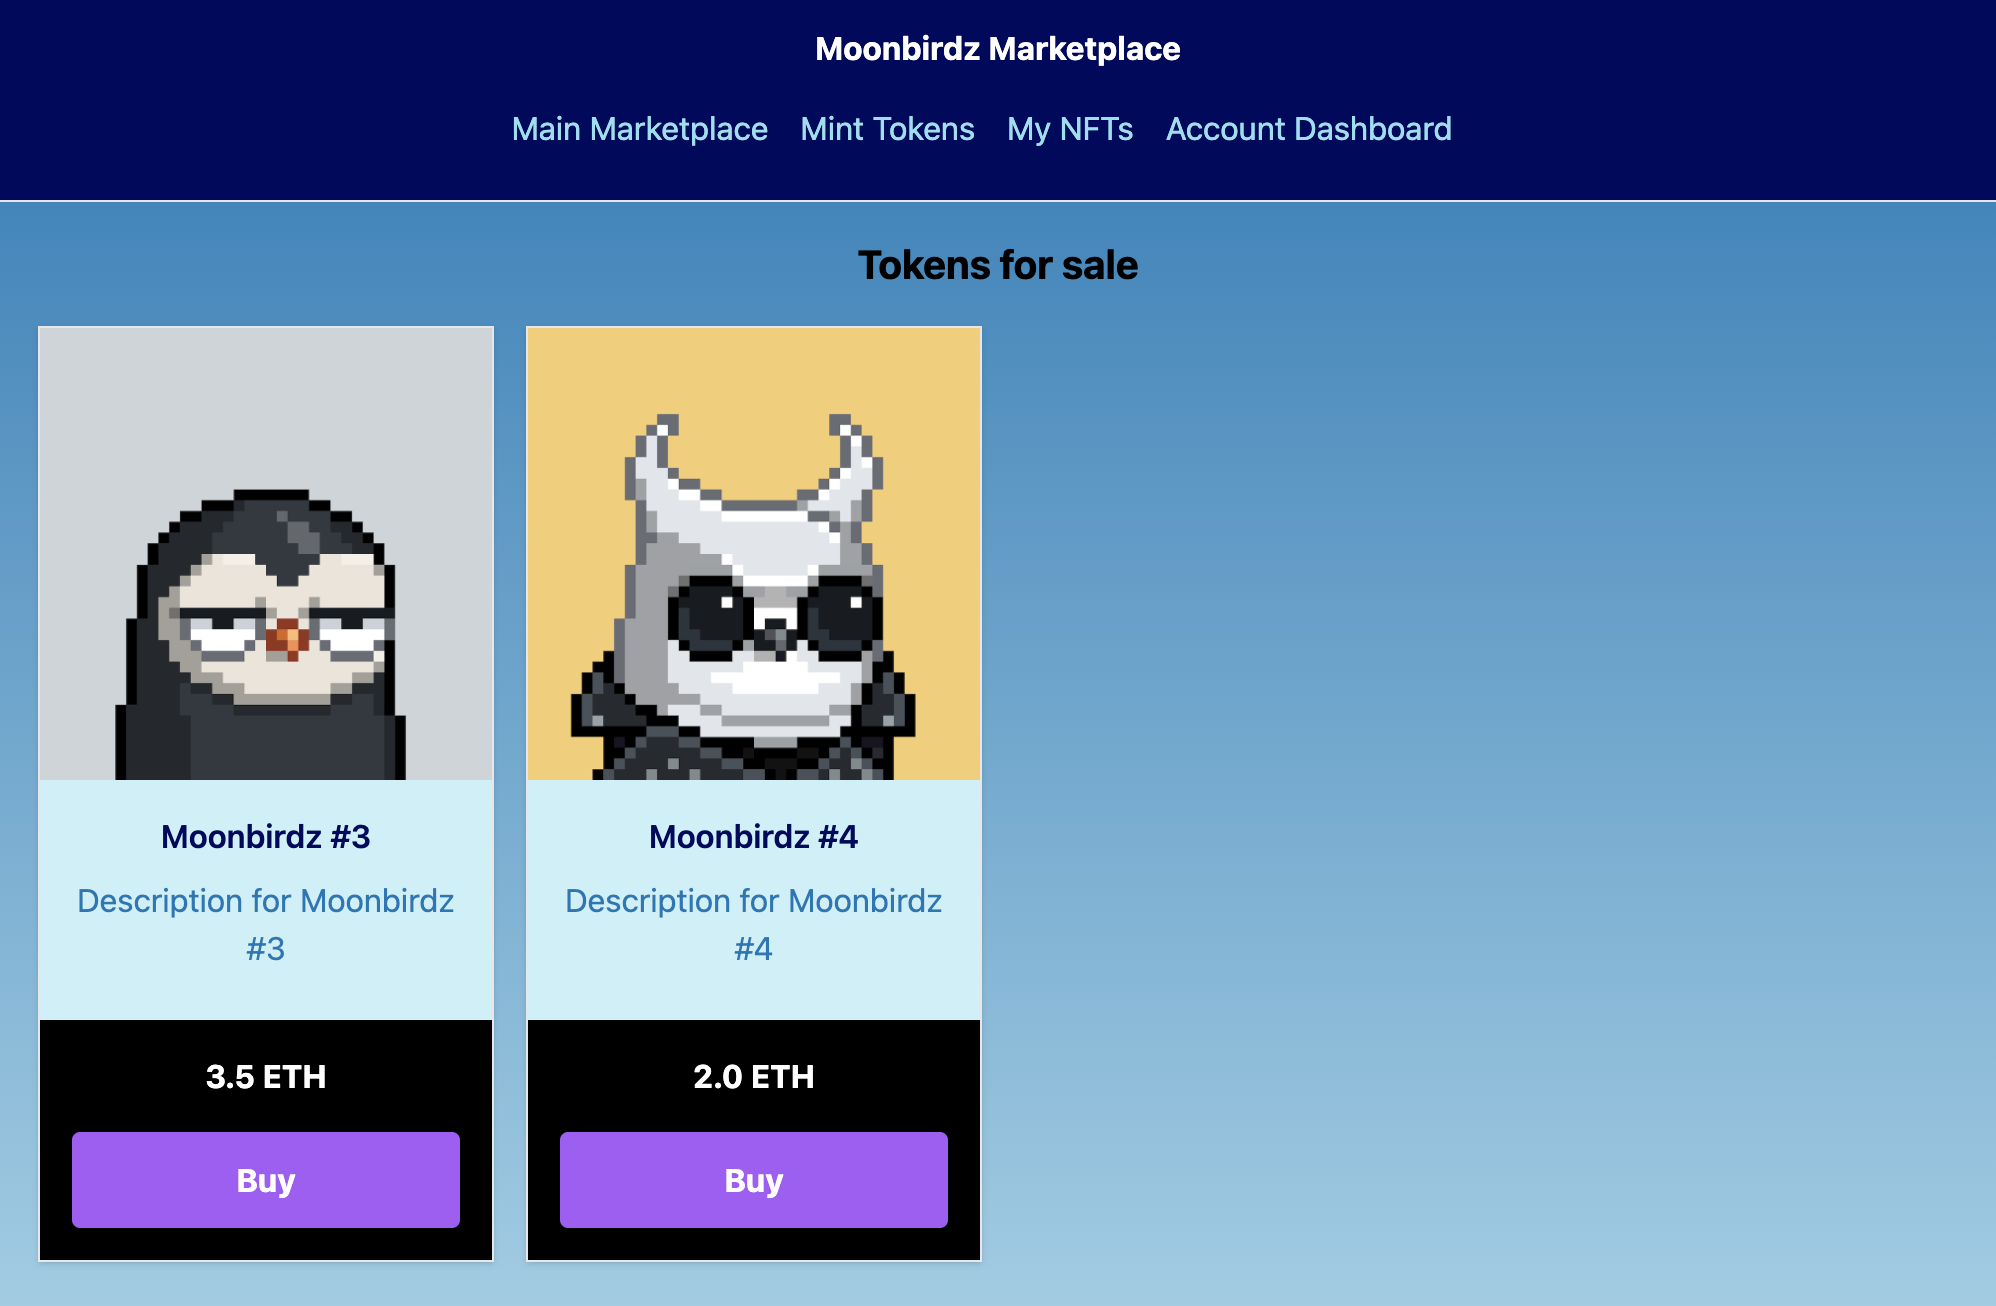 Moonbirdz Marketplace
Main Marketplace Mint Tokens My NFTs Account Dashboard
Tokens for sale
Moonbirdz #3
Description for Moonbirdz
#3
3.5 ETH
Buy
Moonbirdz #4
Description for Moonbirdz
#4
2.0 ETH
Buy